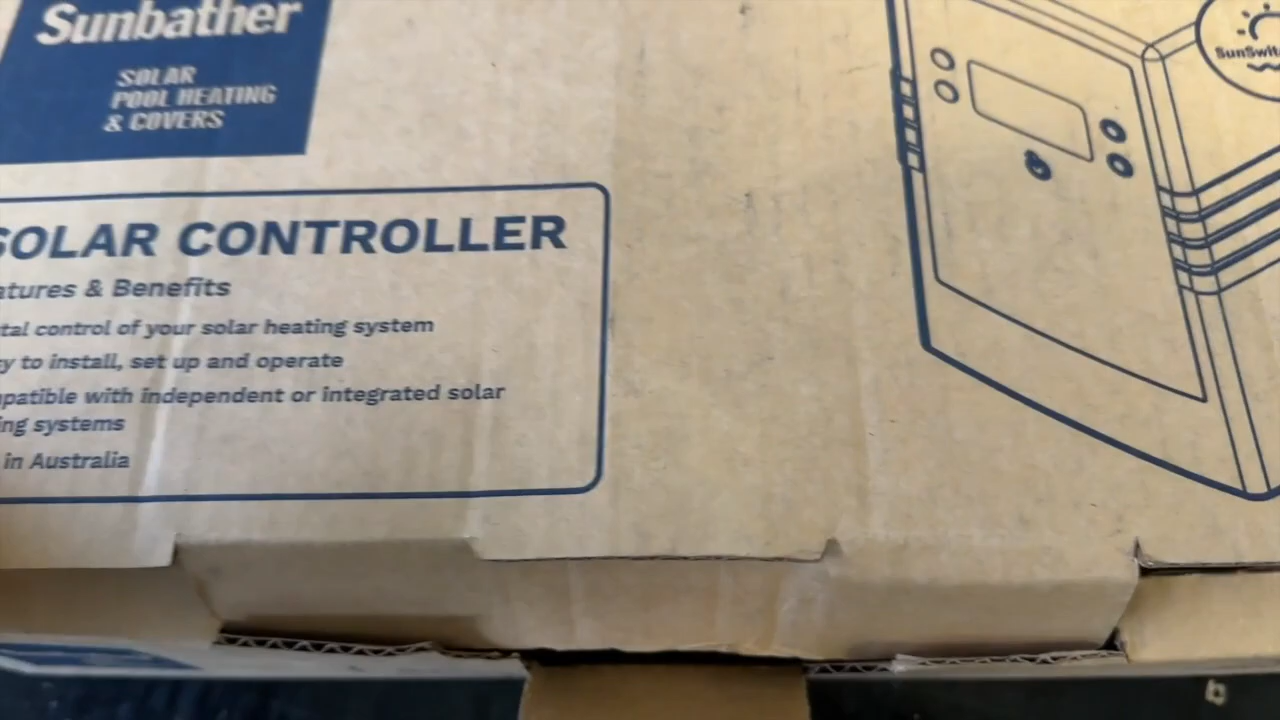 Sunbather
SOLAR
POOL HEATING
& COVERS
SOLAR CONTROLLER
atures & Benefits
tal control of your solar heating system
y to install, set up and operate
patible with independent or integrated solar
ing systems
in Australia
SunSwit